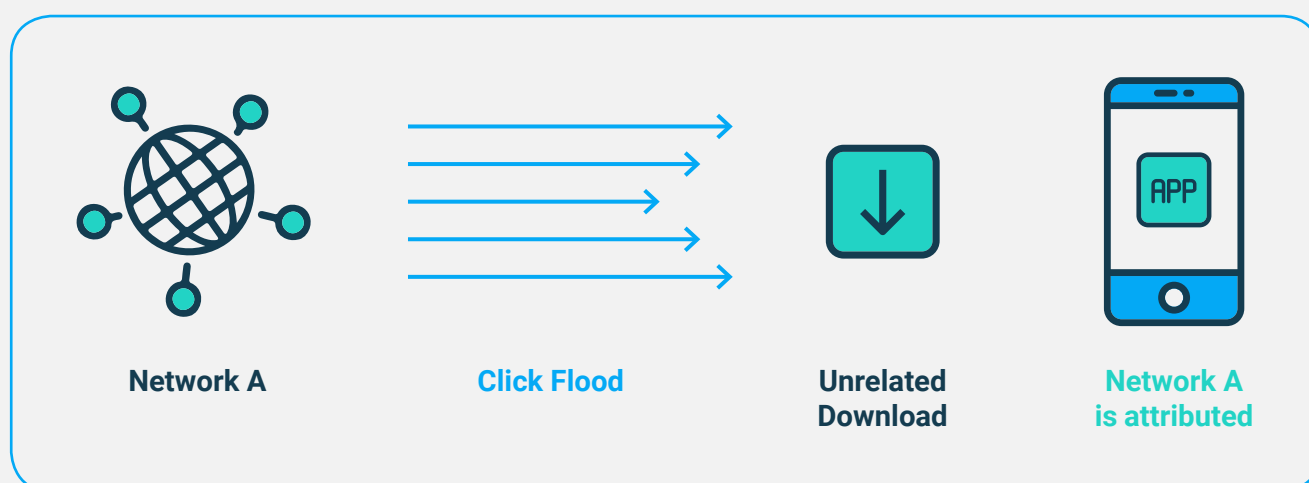 APP
Network A
Click Flood
Unrelated
Download
Network A
is attributed